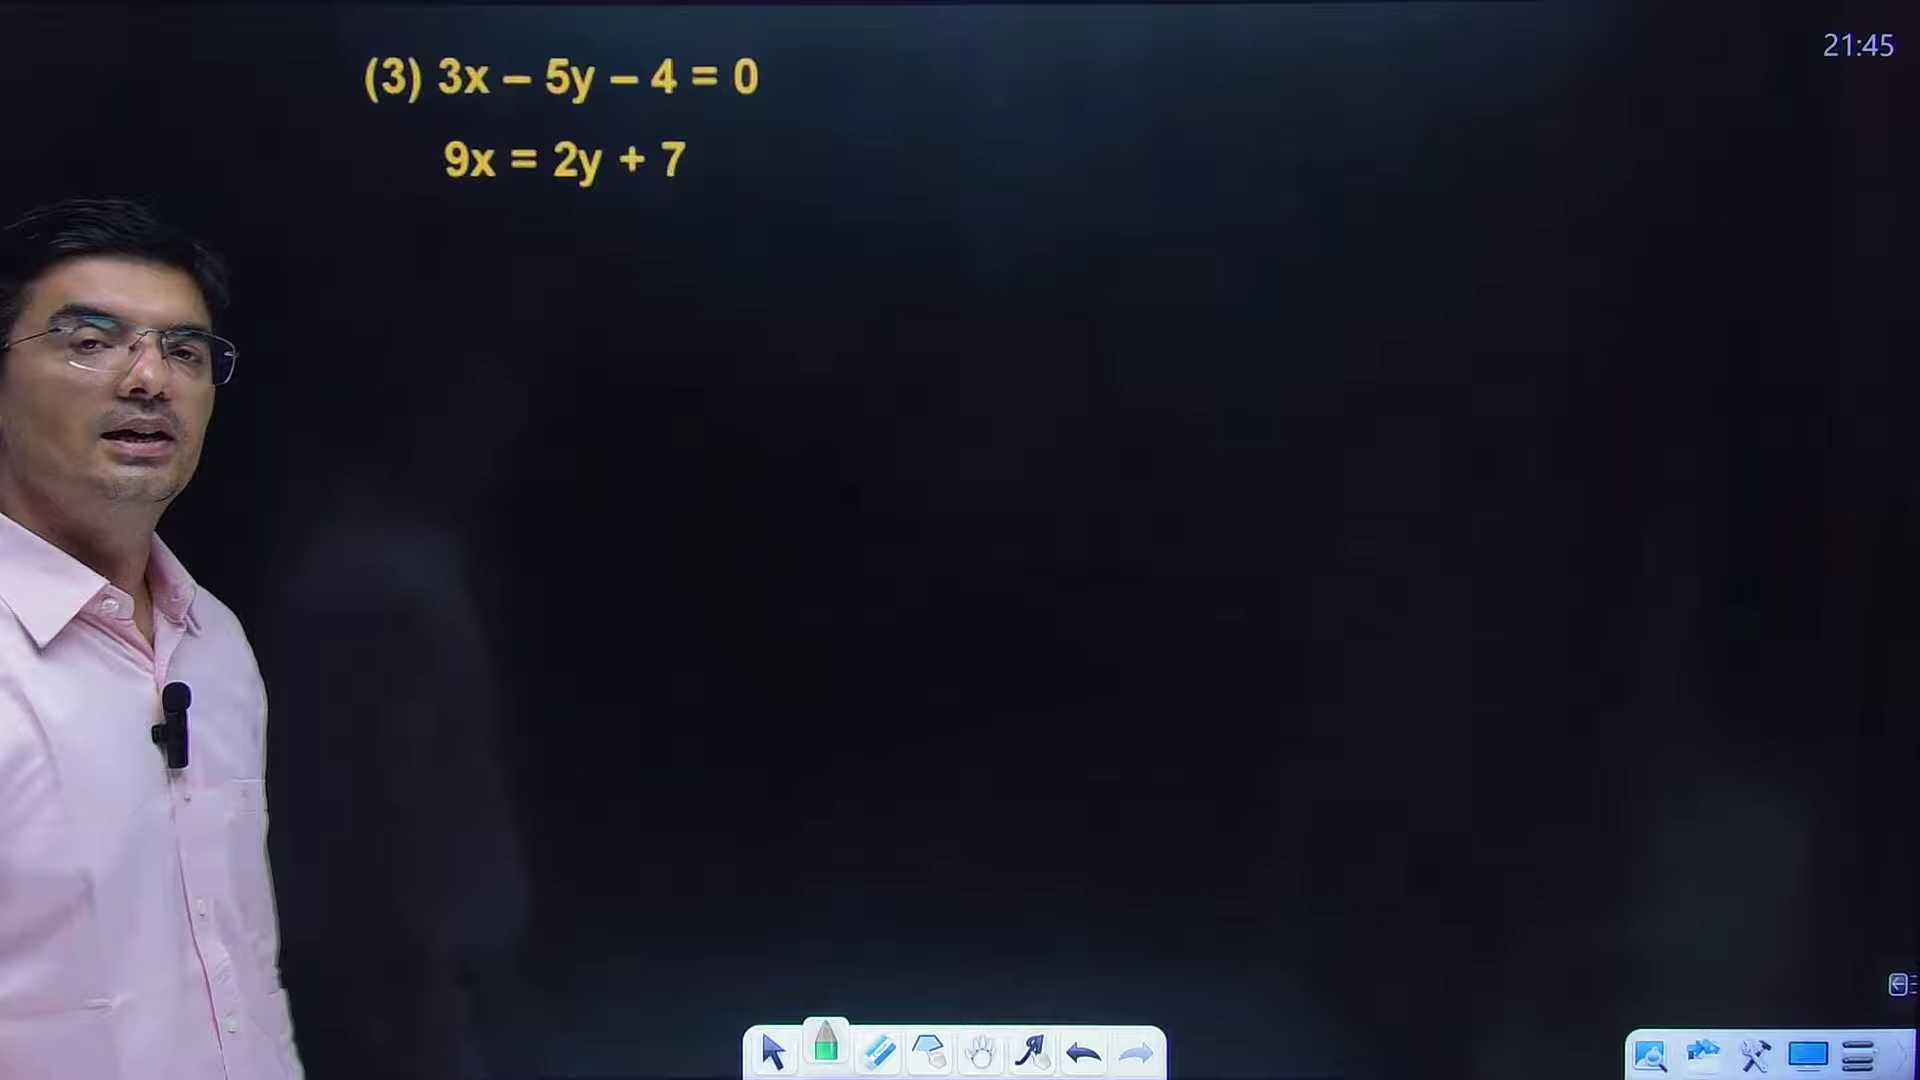 21:45
(3) 3x – 5y – 4 = 0
9x = 2y + 7